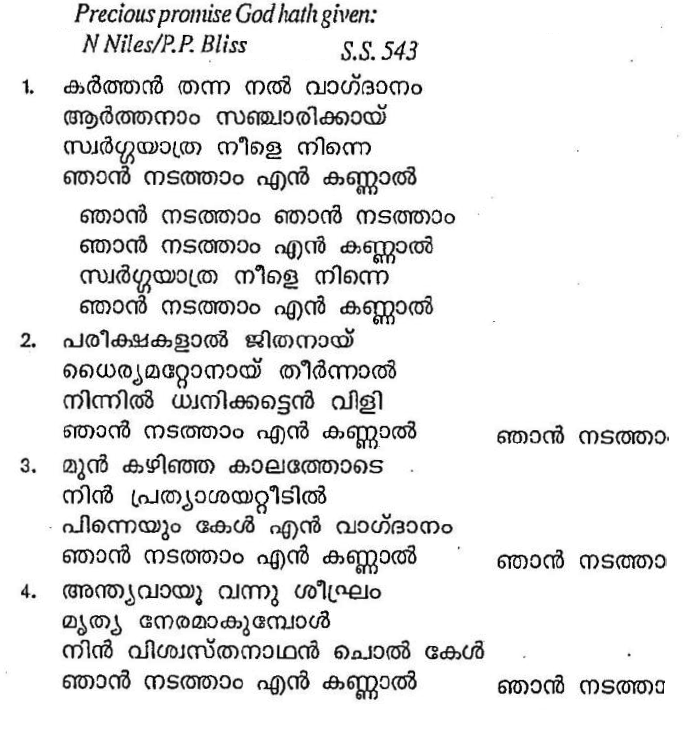 Precious promise God hath given:
N Niles/P.P. Bliss S.S. 543
1. കർത്തൻ തന്ന നൽ വാഗ്ദാനം
ആർത്തനാം സഞ്ചാരിക്കായ്
സ്വർഗ്ഗയാത്ര നീളെ നിന്നെ
ഞാൻ നടത്താം എൻ കണ്ണാൽ
ഞാൻ നടത്താം ഞാൻ നടത്താം
ഞാൻ നടത്താം എൻ കണ്ണാൽ
സ്വർഗ്ഗയാത്ര നീളെ നിന്നെ
ഞാൻ നടത്താം എൻ കണ്ണാൽ
2. പരീക്ഷകളാൽ ജിതനായ്
ധൈര്യമറ്റോനായ് തീർന്നാൽ
നിന്നിൽ ധ്വനിക്കട്ടെൻ വിളി
ഞാൻ നടത്താം എൻ കണ്ണാൽ ഞാൻ നടത്താം
3. മുൻ കഴിഞ്ഞ കാലത്തോടെ
നിൻ പ്രത്യാശയറ്റീടിൽ
പിന്നെയും കേൾ എൻ വാഗ്ദാനം
ഞാൻ നടത്താം എൻ കണ്ണാൽ ഞാൻ നടത്താ
4. അന്ത്യവായൂ വന്നു ശീഘ്രം
മൃത്യ നേരമാകുമ്പോൾ
നിൻ വിശ്വസ്തനാഥൻ ചൊൽ കേൾ
ഞാൻ നടത്താം എൻ കണ്ണാൽ ഞാൻ നടത്താ